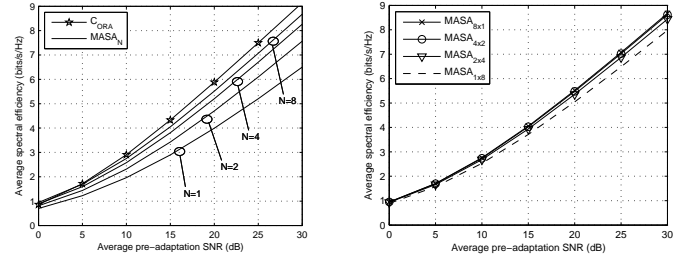 Average spectral efficiency (bits/s/Hz)
9
8
7
6
5
4
3
2
1
0
C_ORA
MASA_N
N=8
N=4
N=2
N=1
0 5 10 15 20 25 30
Average pre-adaptation SNR (dB)
Average spectral efficiency (bits/s/Hz)
9
8
7
6
5
4
3
2
1
0
MASA_8x1
MASA_4x2
MASA_2x4
MASA_1x8
0 5 10 15 20 25 30
Average pre-adaptation SNR (dB)